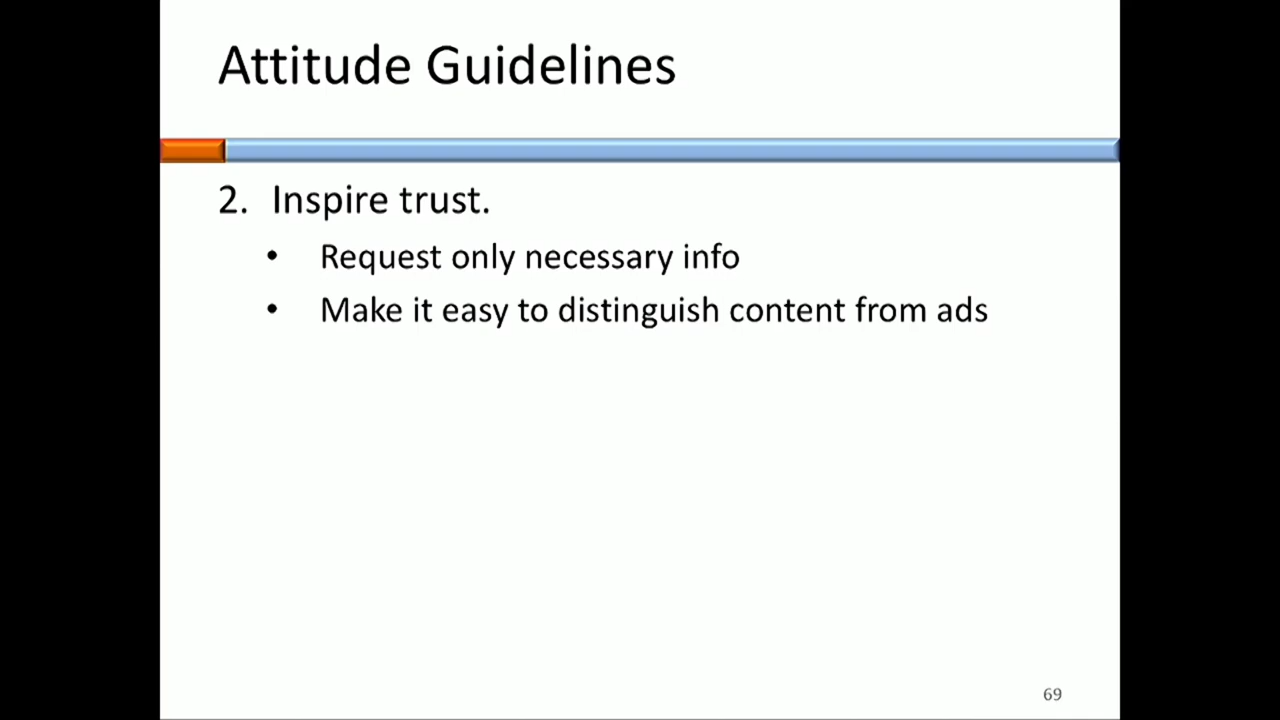 Attitude Guidelines
2. Inspire trust.
• Request only necessary info
• Make it easy to distinguish content from ads
69